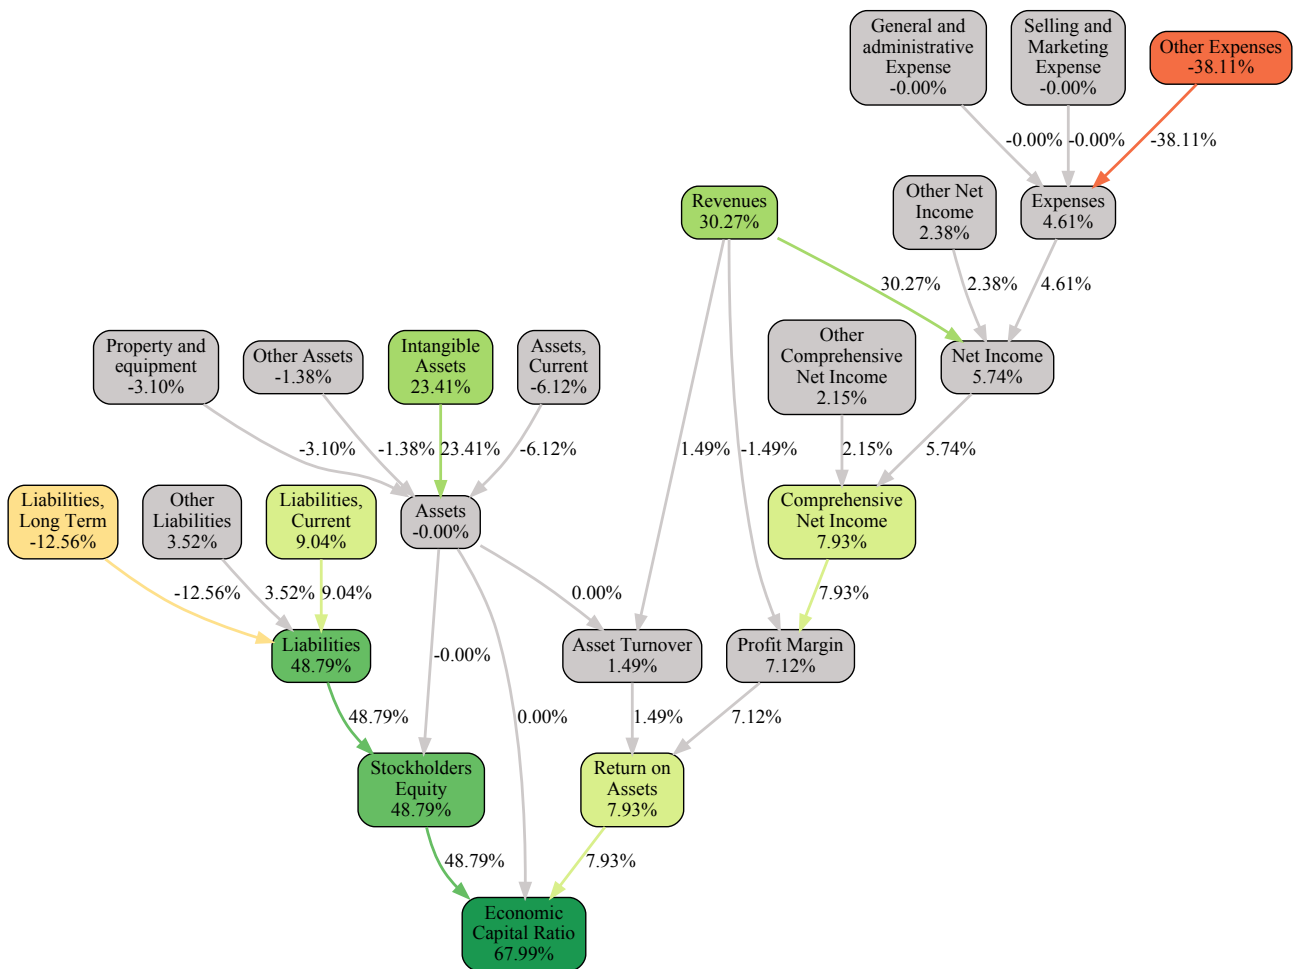 General and
administrative
Expense
-0.00%
Selling and
Marketing
Expense
-0.00%
Other Expenses
-38.11%
-0.00%
-0.00%
-38.11%
Revenues
30.27%
Other Net
Income
2.38%
Expenses
4.61%
30.27%
2.38%
4.61%
Property and
equipment
-3.10%
Other Assets
-1.38%
Intangible
Assets
23.41%
Assets,
Current
-6.12%
Other
Comprehensive
Net Income
2.15%
Net Income
5.74%
-3.10%
-1.38%
23.41%
-6.12%
1.49%
-1.49%
2.15%
5.74%
Liabilities,
Long Term
-12.56%
Other
Liabilities
3.52%
Liabilities,
Current
9.04%
Assets
-0.00%
Comprehensive
Net Income
7.93%
-12.56%
3.52%
9.04%
0.00%
7.93%
Liabilities
48.79%
-0.00%
Asset Turnover
1.49%
Profit Margin
7.12%
48.79%
0.00%
1.49%
7.12%
Stockholders
Equity
48.79%
Return on
Assets
7.93%
48.79%
7.93%
Economic
Capital Ratio
67.99%